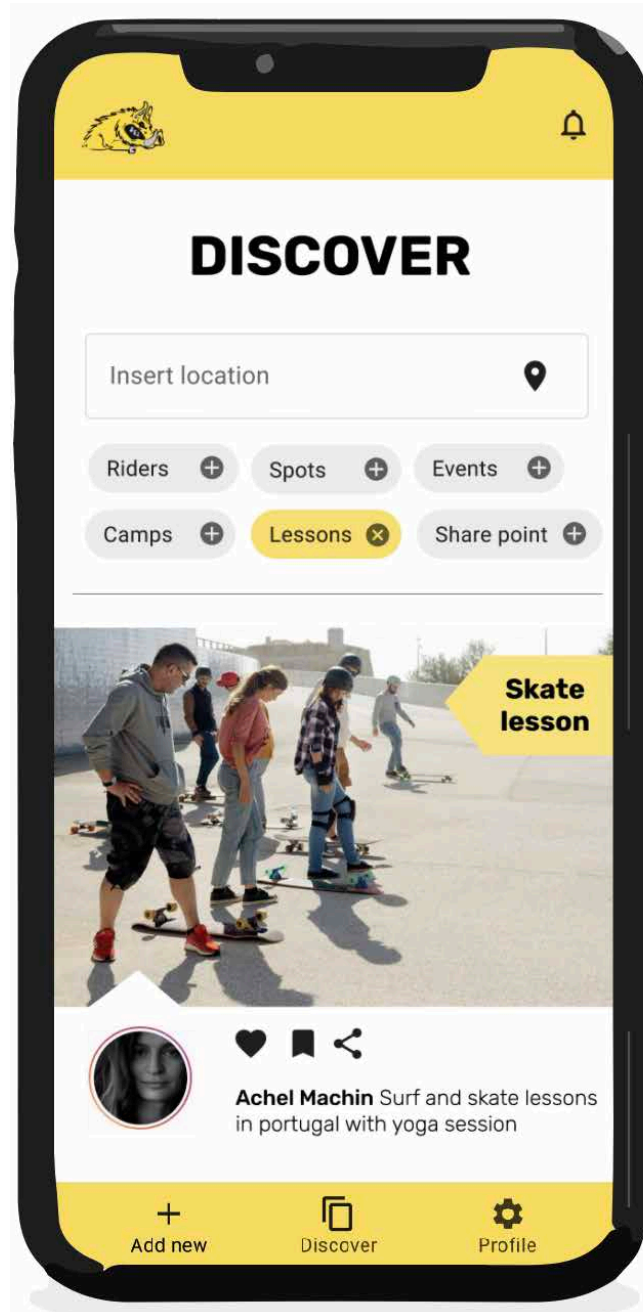 DISCOVER
Insert location
Riders Spots Events
Camps Lessons Share point
Skate
lesson
Achel Machin Surf and skate lessons
in portugal with yoga session
Add new Discover Profile